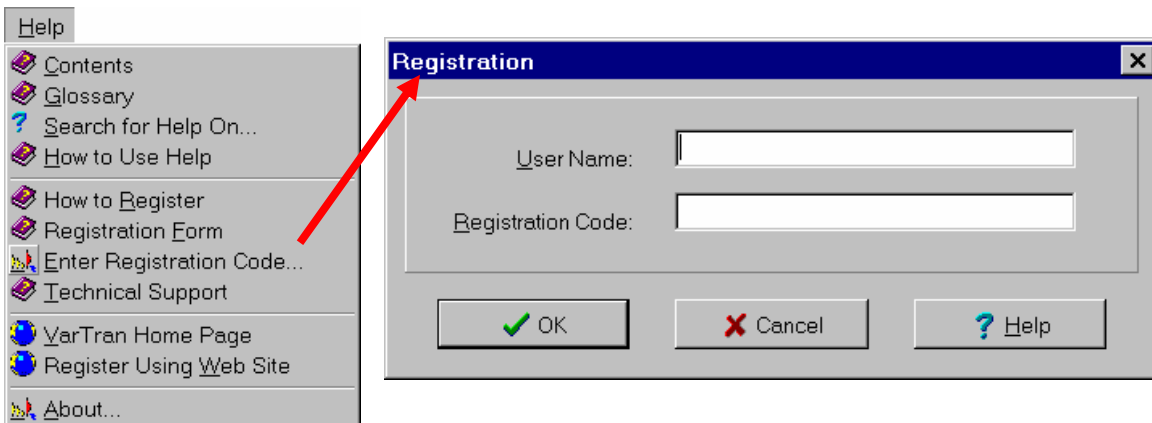 Help
Contents
Glossary
Search for Help On...
How to Use Help
How to Register
Registration Form
Enter Registration Code...
Technical Support
VarTran Home Page
Register Using Web Site
About...
Registration
User Name:
Registration Code:
OK
Cancel
Help